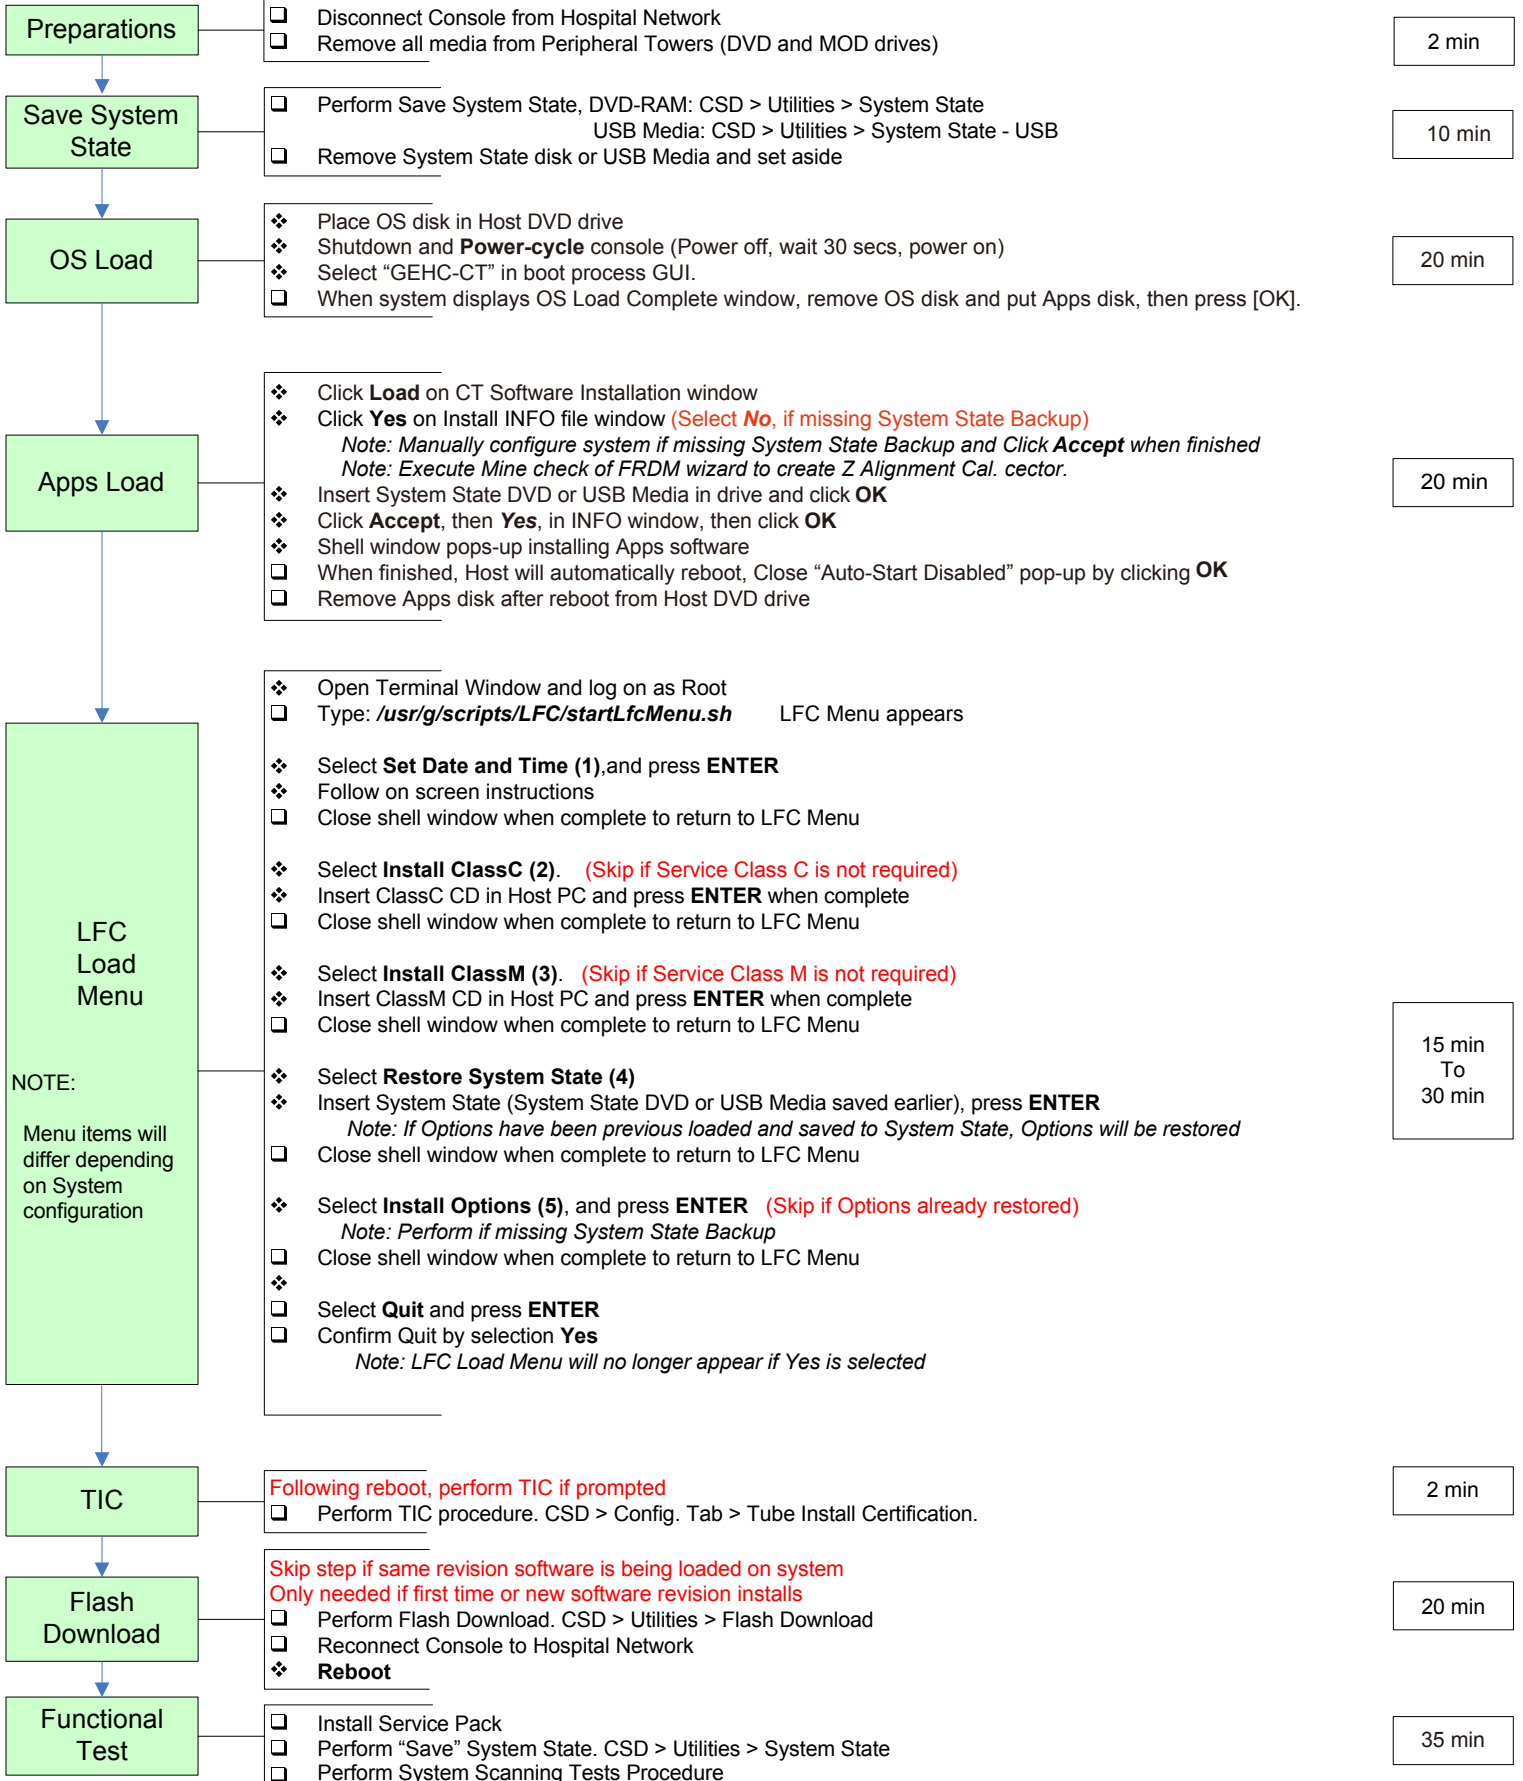 Preparations
Disconnect Console from Hospital Network
Remove all media from Peripheral Towers (DVD and MOD drives)
2 min
Save System
State
Perform Save System State, DVD-RAM: CSD > Utilities > System State
USB Media: CSD > Utilities > System State - USB
Remove System State disk or USB Media and set aside
10 min
OS Load
Place OS disk in Host DVD drive
Shutdown and Power-cycle console (Power off, wait 30 secs, power on)
Select “GEHC-CT” in boot process GUI.
When system displays OS Load Complete window, remove OS disk and put Apps disk, then press [OK].
20 min
Apps Load
Click Load on CT Software Installation window
Click Yes on Install INFO file window (Select No, if missing System State Backup)
Note: Manually configure system if missing System State Backup and Click Accept when finished
Note: Execute Mine check of FRDM wizard to create Z Alignment Cal. cector.
Insert System State DVD or USB Media in drive and click OK
Click Accept, then Yes, in INFO window, then click OK
Shell window pops-up installing Apps software
When finished, Host will automatically reboot, Close “Auto-Start Disabled” pop-up by clicking OK
Remove Apps disk after reboot from Host DVD drive
20 min
LFC
Load
Menu
NOTE:
Menu items will
differ depending
on System
configuration
Open Terminal Window and log on as Root
Type: /usr/g/scripts/LFC/startLfcMenu.sh LFC Menu appears
Select Set Date and Time (1),and press ENTER
Follow on screen instructions
Close shell window when complete to return to LFC Menu
Select Install ClassC (2). (Skip if Service Class C is not required)
Insert ClassC CD in Host PC and press ENTER when complete
Close shell window when complete to return to LFC Menu
Select Install ClassM (3). (Skip if Service Class M is not required)
Insert ClassM CD in Host PC and press ENTER when complete
Close shell window when complete to return to LFC Menu
Select Restore System State (4)
Insert System State (System State DVD or USB Media saved earlier), press ENTER
Note: If Options have been previous loaded and saved to System State, Options will be restored
Close shell window when complete to return to LFC Menu
Select Install Options (5), and press ENTER (Skip if Options already restored)
Note: Perform if missing System State Backup
Close shell window when complete to return to LFC Menu
Select Quit and press ENTER
Confirm Quit by selection Yes
Note: LFC Load Menu will no longer appear if Yes is selected
15 min
To
30 min
TIC
Following reboot, perform TIC if prompted
Perform TIC procedure. CSD > Config. Tab > Tube Install Certification.
2 min
Flash
Download
Skip step if same revision software is being loaded on system
Only needed if first time or new software revision installs
Perform Flash Download. CSD > Utilities > Flash Download
Reconnect Console to Hospital Network
Reboot
20 min
Functional
Test
Install Service Pack
Perform “Save” System State. CSD > Utilities > System State
Perform System Scanning Tests Procedure
35 min